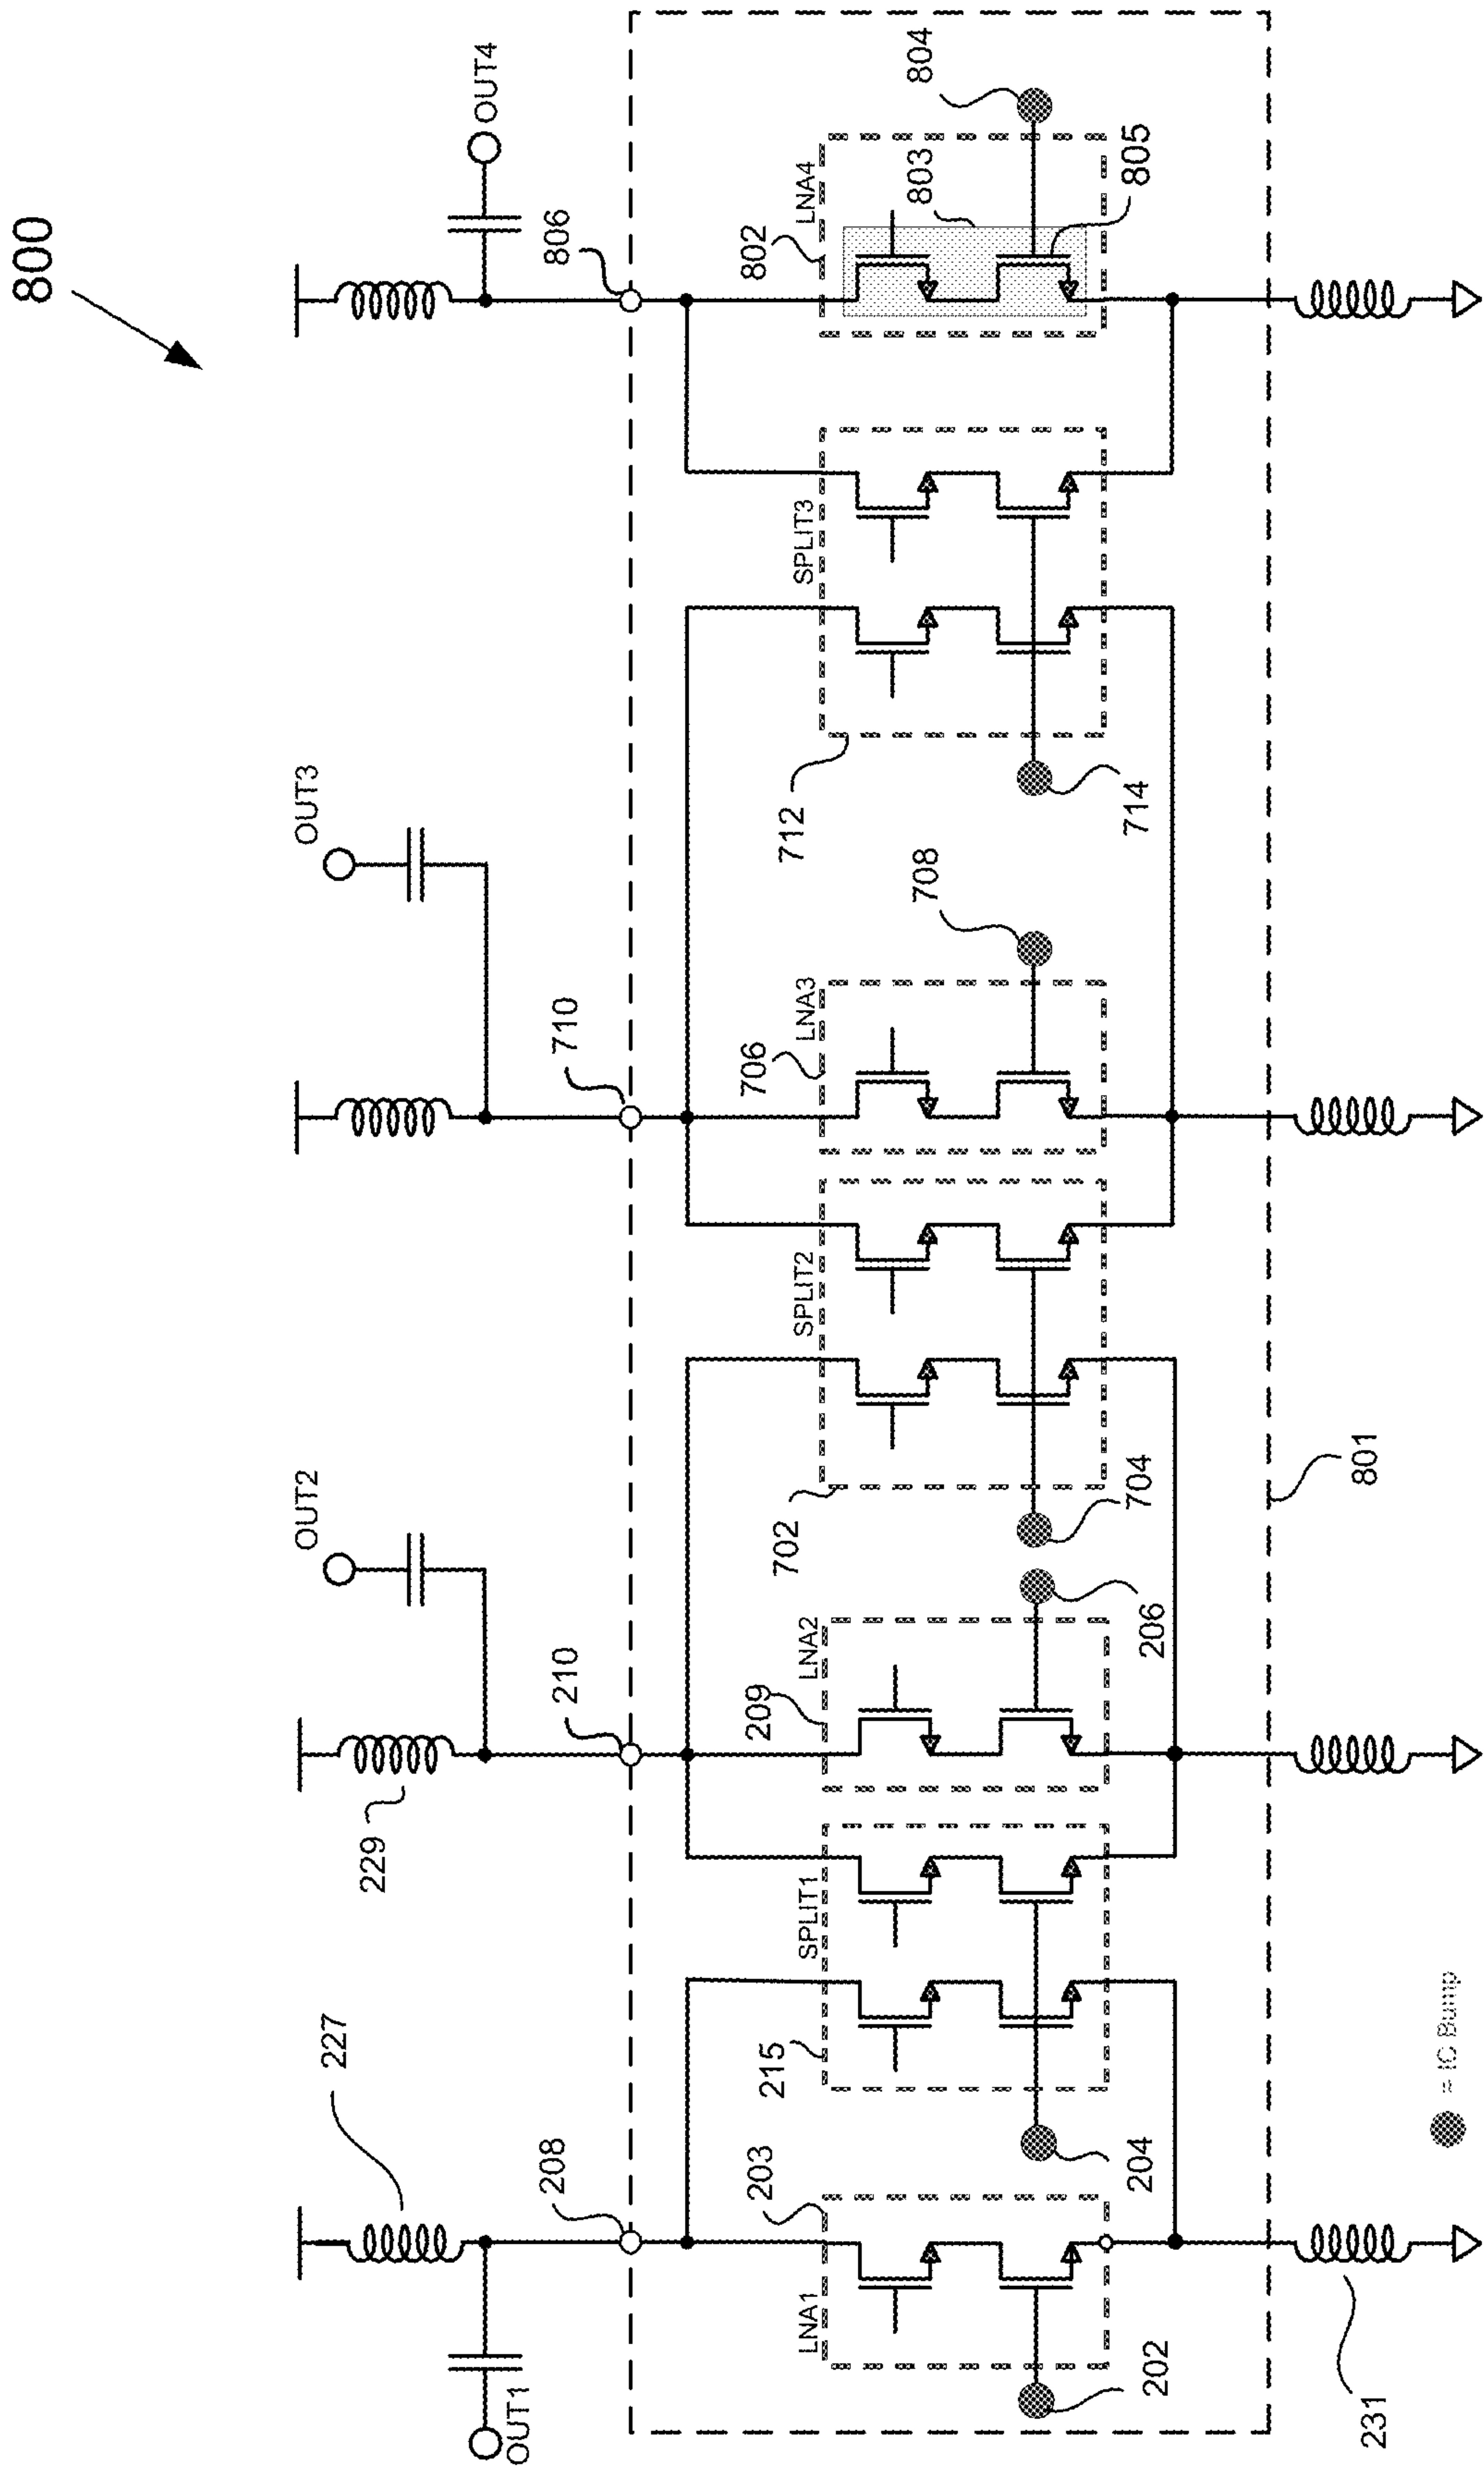 800
OUT1
OUT2
OUT3
OUT4
227
229
208
210
710
806
LNA1
203
215
SPLIT1
209
LNA2
702
SPLIT2
706
LNA3
712
SPLIT3
802
LNA4
803
804
805
202
204
206
704
708
714
231
801
= IC Bump